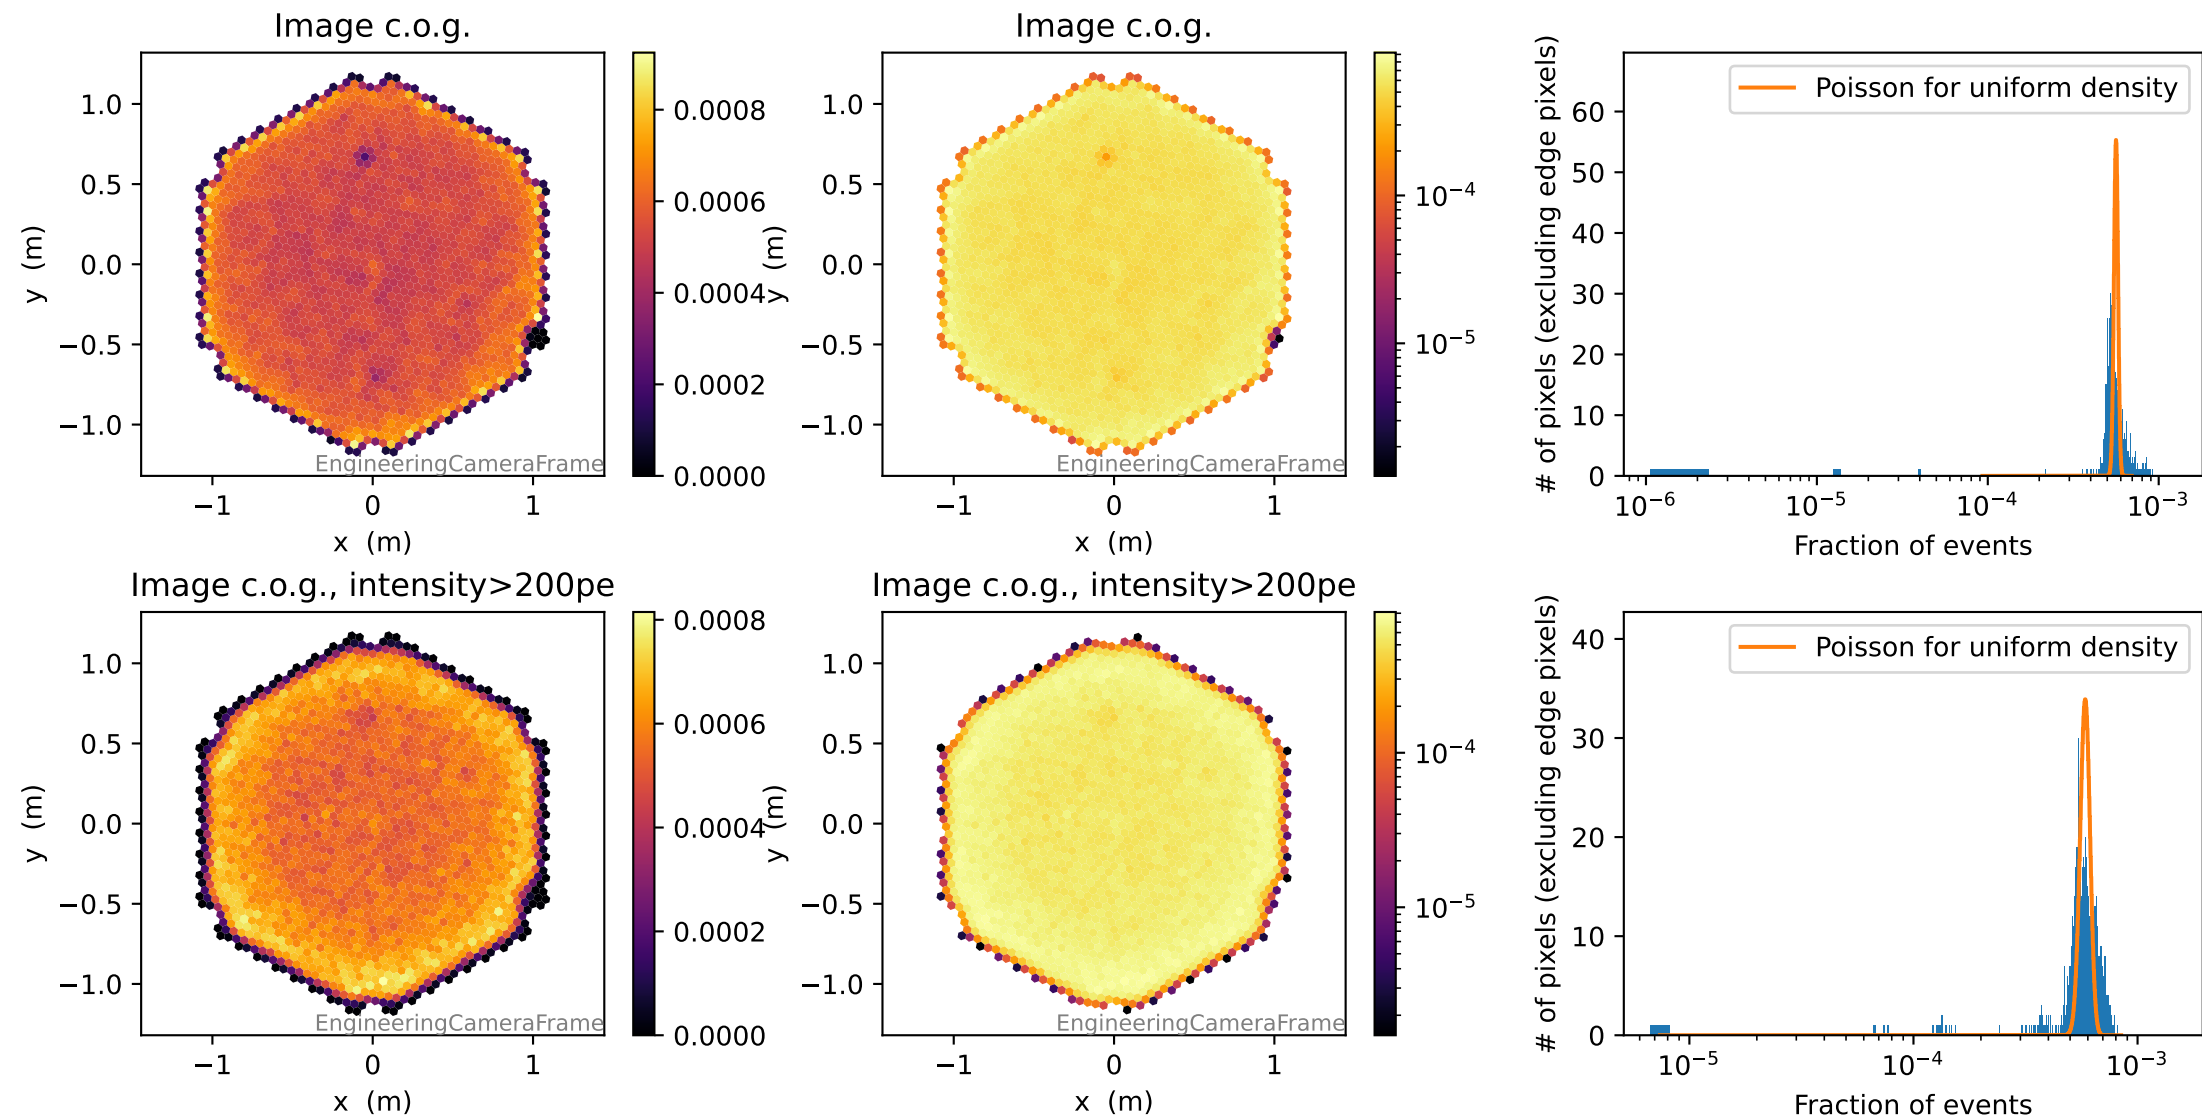 Image c.o.g.
y (m)
1.0
0.5
0.0
−0.5
−1.0
−1
0
1
x (m)
EngineeringCameraFrame
0.0008
0.0006
0.0004
0.0002
0.0000
Image c.o.g.
y (m)
1.0
0.5
0.0
−0.5
−1.0
−1
0
1
x (m)
EngineeringCameraFrame
10⁻⁴
10⁻⁵
# of pixels (excluding edge pixels)
60
50
40
30
20
10
0
Poisson for uniform density
10⁻⁶
10⁻⁵
10⁻⁴
10⁻³
Fraction of events
Image c.o.g., intensity>200pe
y (m)
1.0
0.5
0.0
−0.5
−1.0
−1
0
1
x (m)
EngineeringCameraFrame
0.0008
0.0006
0.0004
0.0002
0.0000
Image c.o.g., intensity>200pe
y (m)
1.0
0.5
0.0
−0.5
−1.0
−1
0
1
x (m)
EngineeringCameraFrame
10⁻⁴
10⁻⁵
# of pixels (excluding edge pixels)
40
30
20
10
0
Poisson for uniform density
10⁻⁵
10⁻⁴
10⁻³
Fraction of events